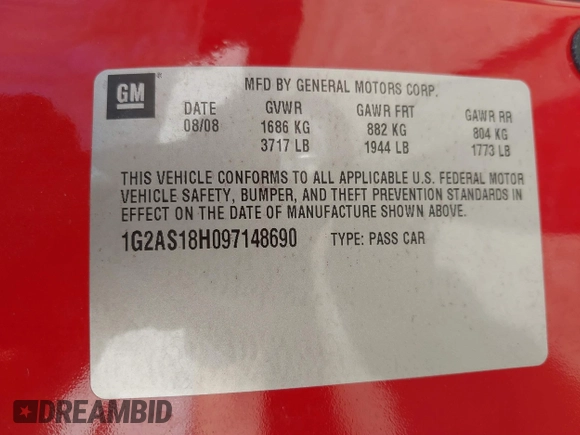 GM
MFD BY GENERAL MOTORS CORP.
DATE GVWR GAWR FRT GAWR RR
08/08 1686 KG 882 KG 804 KG
3717 LB 1944 LB 1773 LB
THIS VEHICLE CONFORMS TO ALL APPLICABLE U.S. FEDERAL MOTOR
VEHICLE SAFETY, BUMPER, AND THEFT PREVENTION STANDARDS IN
EFFECT ON THE DATE OF MANUFACTURE SHOWN ABOVE.
1G2AS18H097148690 TYPE: PASS CAR
DREAMBID